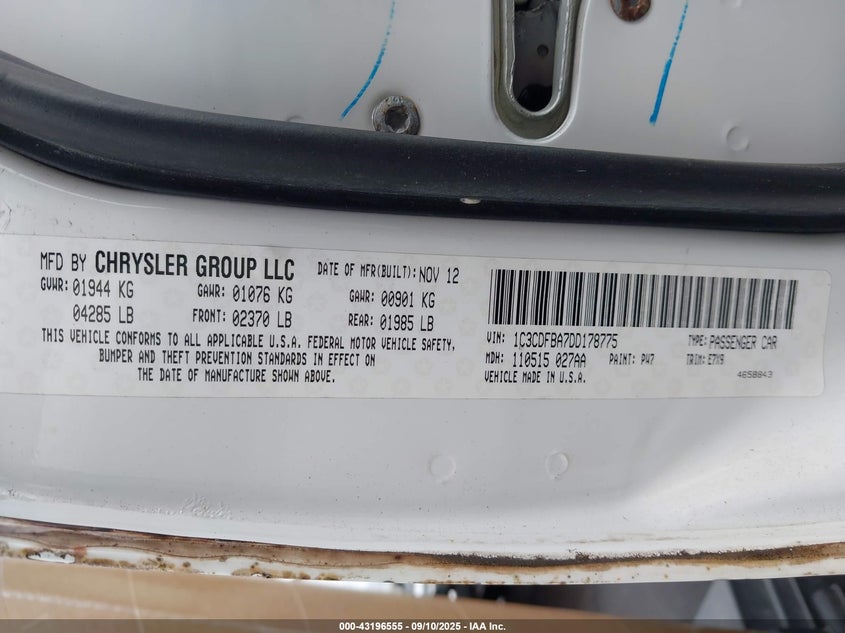 MFD BY CHRYSLER GROUP LLC
DATE OF MFR(BUILT): NOV 12
GVWR: 01944 KG
GAWR: 01076 KG
GAWR: 00901 KG
04285 LB
FRONT: 02370 LB
REAR: 01985 LB
THIS VEHICLE CONFORMS TO ALL APPLICABLE U.S.A. FEDERAL MOTOR VEHICLE SAFETY,
BUMPER AND THEFT PREVENTION STANDARDS IN EFFECT ON
THE DATE OF MANUFACTURE SHOWN ABOVE.
VIN: 1C3CDFBA7DD178775
TYPE: PASSENGER CAR
MDH: 110515 027AA
PAINT: PW7
TRIM: E7X9
VEHICLE MADE IN U.S.A.
4658843
000-43196555 - 09/10/2025 - IAA Inc.